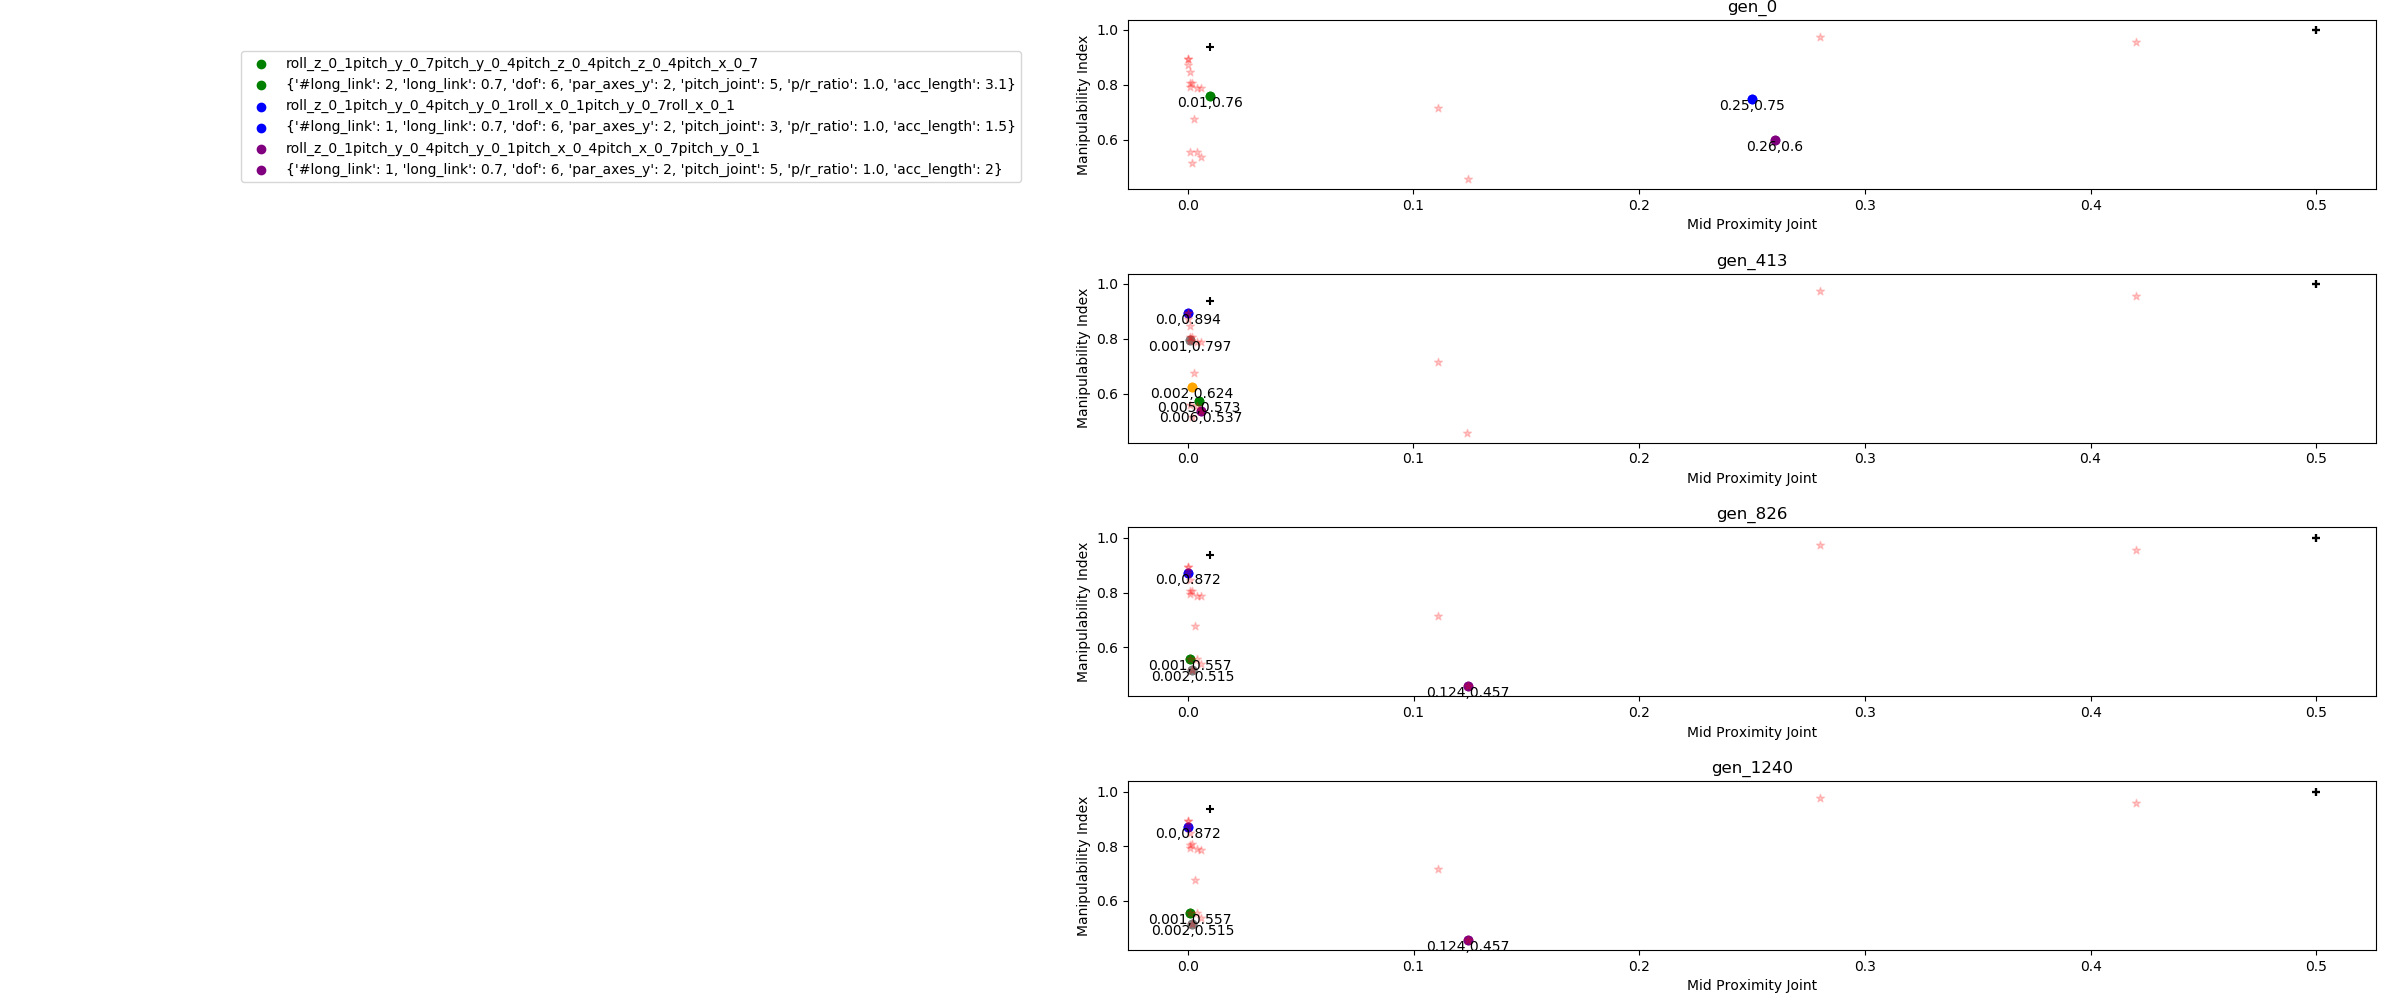 roll_z_0_1pitch_y_0_7pitch_y_0_4pitch_z_0_4pitch_z_0_4pitch_x_0_7
{'#long_link': 2, 'long_link': 0.7, 'dof': 6, 'par_axes_y': 2, 'pitch_joint': 5, 'p/r_ratio': 1.0, 'acc_length': 3.1}
roll_z_0_1pitch_y_0_4pitch_y_0_1roll_x_0_1pitch_y_0_7roll_x_0_1
{'#long_link': 1, 'long_link': 0.7, 'dof': 6, 'par_axes_y': 2, 'pitch_joint': 3, 'p/r_ratio': 1.0, 'acc_length': 1.5}
roll_z_0_1pitch_y_0_4pitch_y_0_1pitch_x_0_4pitch_x_0_7pitch_y_0_1
{'#long_link': 1, 'long_link': 0.7, 'dof': 6, 'par_axes_y': 2, 'pitch_joint': 5, 'p/r_ratio': 1.0, 'acc_length': 2}
gen_0
Manipulability Index
1.0
0.8
0.6
0.01,0.76
0.25,0.75
0.26,0.6
0.0 0.1 0.2 0.3 0.4 0.5
Mid Proximity Joint
gen_413
Manipulability Index
1.0
0.8
0.6
0.0,0.894
0.001,0.797
0.002,0.624
0.005,0.573
0.006,0.537
0.0 0.1 0.2 0.3 0.4 0.5
Mid Proximity Joint
gen_826
Manipulability Index
1.0
0.8
0.6
0.0,0.872
0.001,0.557
0.002,0.515
0.124,0.457
0.0 0.1 0.2 0.3 0.4 0.5
Mid Proximity Joint
gen_1240
Manipulability Index
1.0
0.8
0.6
0.0,0.872
0.001,0.557
0.002,0.515
0.124,0.457
0.0 0.1 0.2 0.3 0.4 0.5
Mid Proximity Joint